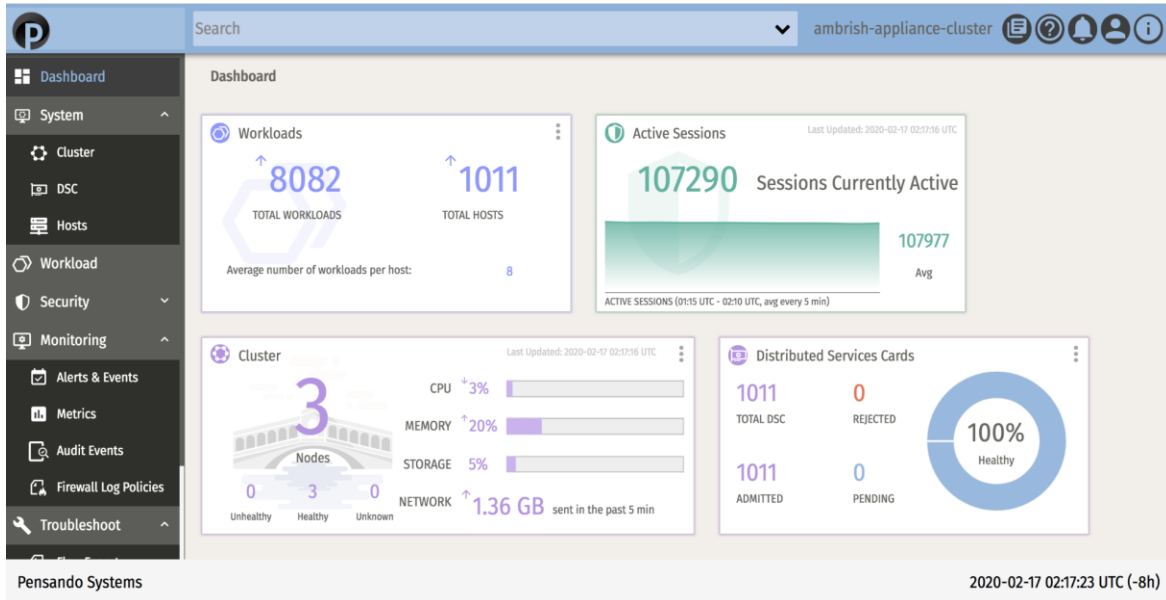 P
Search
ambrish-appliance-cluster
Dashboard
System
Cluster
DSC
Hosts
Workload
Security
Monitoring
Alerts & Events
Metrics
Audit Events
Firewall Log Policies
Troubleshoot
Dashboard
Workloads
8082
TOTAL WORKLOADS
1011
TOTAL HOSTS
Average number of workloads per host: 8
Active Sessions
Last Updated: 2020-02-17 02:17:16 UTC
107290 Sessions Currently Active
107977
Avg
ACTIVE SESSIONS (01:15 UTC - 02:10 UTC, avg every 5 min)
Cluster
Last Updated: 2020-02-17 02:17:16 UTC
3
Nodes
0
Unhealthy
3
Healthy
0
Unknown
CPU 3%
MEMORY 20%
STORAGE 5%
NETWORK 1.36 GB sent in the past 5 min
Distributed Services Cards
1011
TOTAL DSC
0
REJECTED
1011
ADMITTED
0
PENDING
100%
Healthy
Pensando Systems
2020-02-17 02:17:23 UTC (-8h)